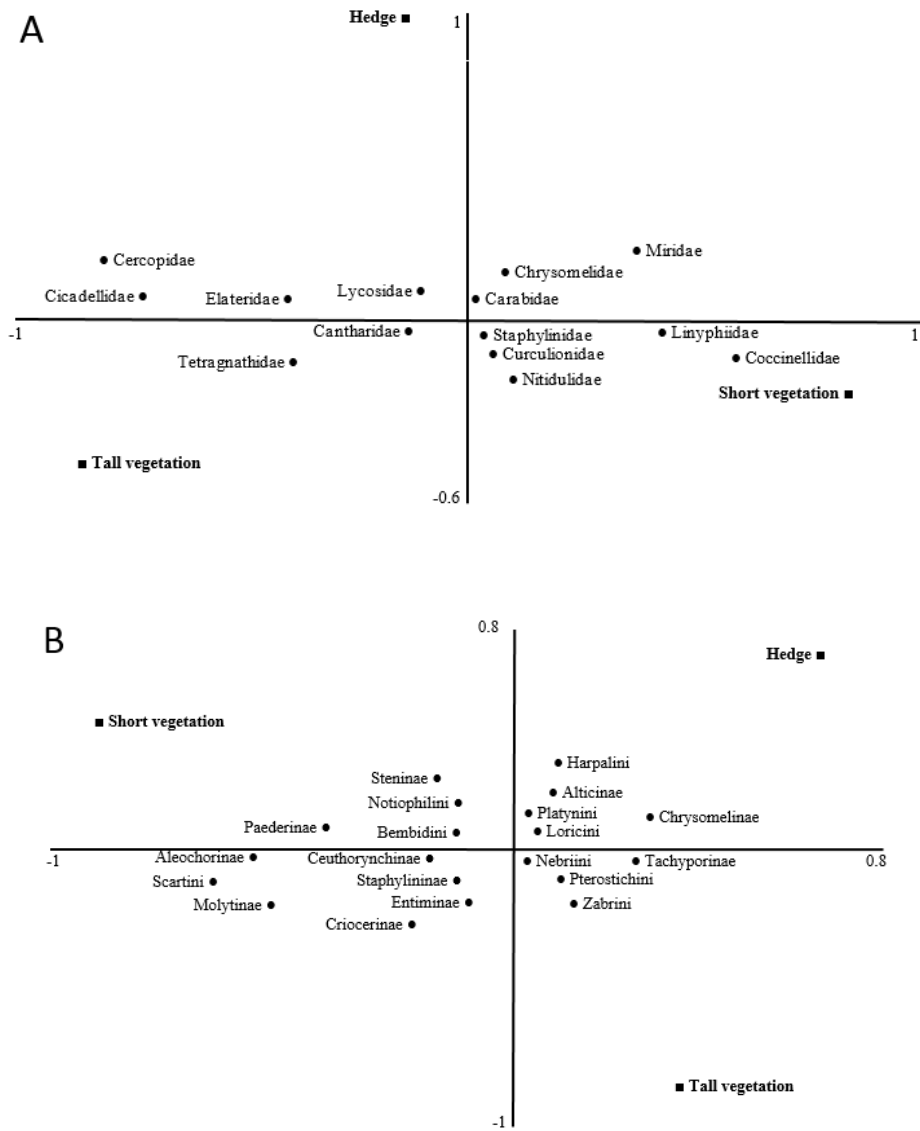 A
Hedge
1
Cercopidae
Miridae
Chrysomelidae
Cicadellidae
Elateridae
Lycosidae
Carabidae
-1
Cantharidae
Staphylinidae
Linyphiidae
1
Tetragnathidae
Curculionidae
Coccinellidae
Nitidulidae
Short vegetation
Tall vegetation
-0.6
B
0.8
Hedge
Short vegetation
Harpalini
Steninae
Alticinae
Notiophilini
Platynini
Chrysomelinae
Paederinae
Bembidini
Loricini
-1
Aleochorinae
Ceuthorynchinae
Nebriini
Tachyporinae
0.8
Scartini
Staphylininae
Pterostichini
Molytinae
Entiminae
Zabrini
Criocerinae
Tall vegetation
-1